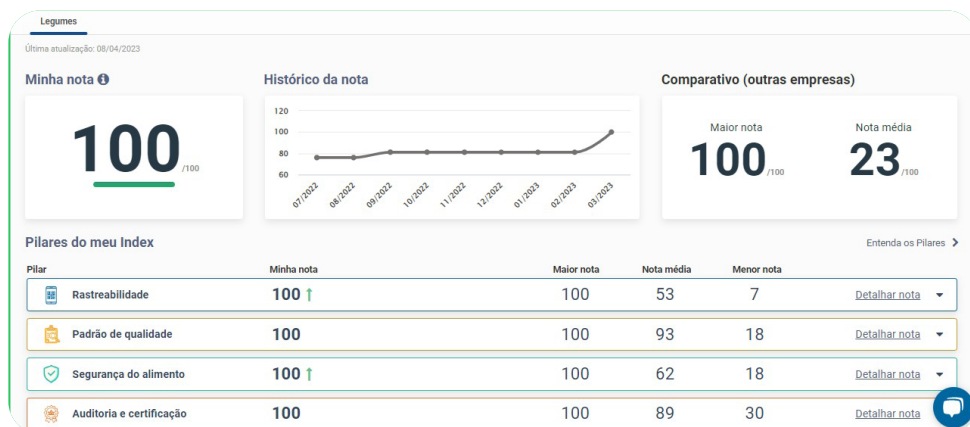 Legumes
Última atualização: 08/04/2023
Minha nota
Histórico da nota
Comparativo (outras empresas)
100 /100
120
100
80
60
07/2022 08/2022 09/2022 10/2022 11/2022 12/2022 01/2023 02/2023 03/2023
Maior nota Nota média
100 /100 23 /100
Pilares do meu Index Entenda os Pilares
Pilar Minha nota Maior nota Nota média Menor nota
Rastreabilidade 100 100 53 7 Detalhar nota
Padrão de qualidade 100 100 93 18 Detalhar nota
Segurança do alimento 100 100 62 18 Detalhar nota
Auditoria e certificação 100 100 89 30 Detalhar nota